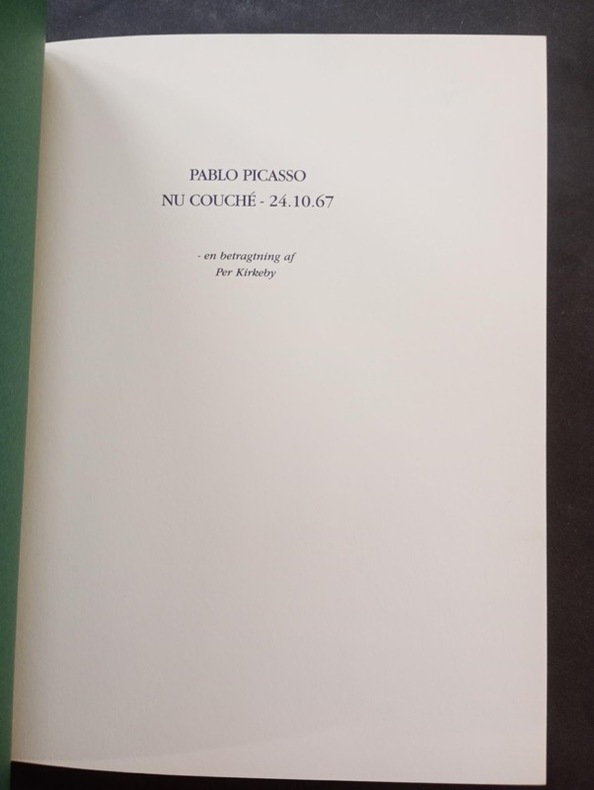 PABLO PICASSO
NU COUCHÉ - 24.10.67
- en betragtning af
Per Kirkeby